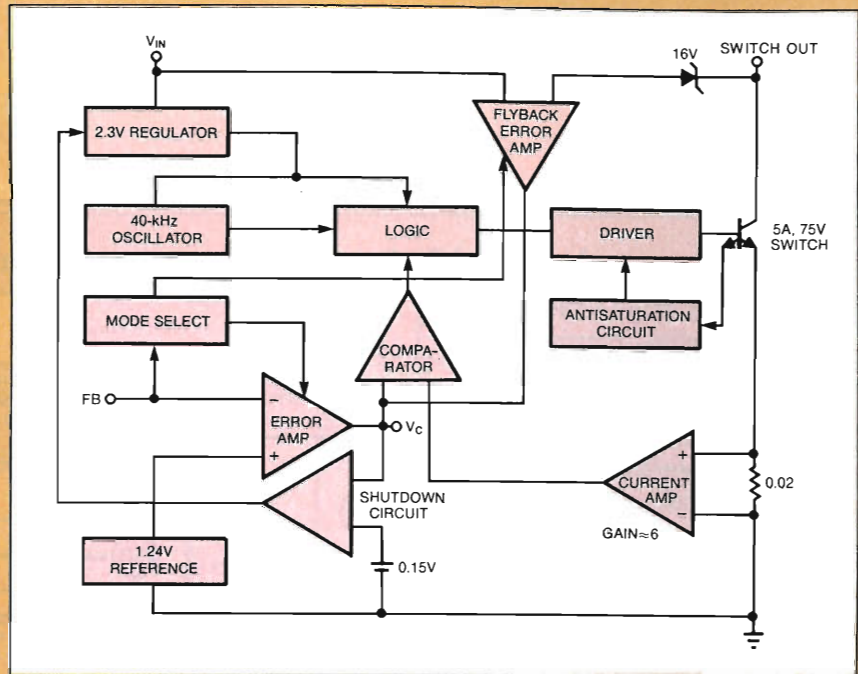 V_IN
SWITCH OUT
16V
2.3V REGULATOR
FLYBACK
ERROR
AMP
40-kHz
OSCILLATOR
LOGIC
DRIVER
5A, 75V
SWITCH
MODE SELECT
ANTISATURATION
CIRCUIT
COMPA-
RATOR
FB
−
ERROR
AMP
+
V_C
SHUTDOWN
CIRCUIT
+
CURRENT
AMP
−
0.02
GAIN≈6
1.24V
REFERENCE
0.15V